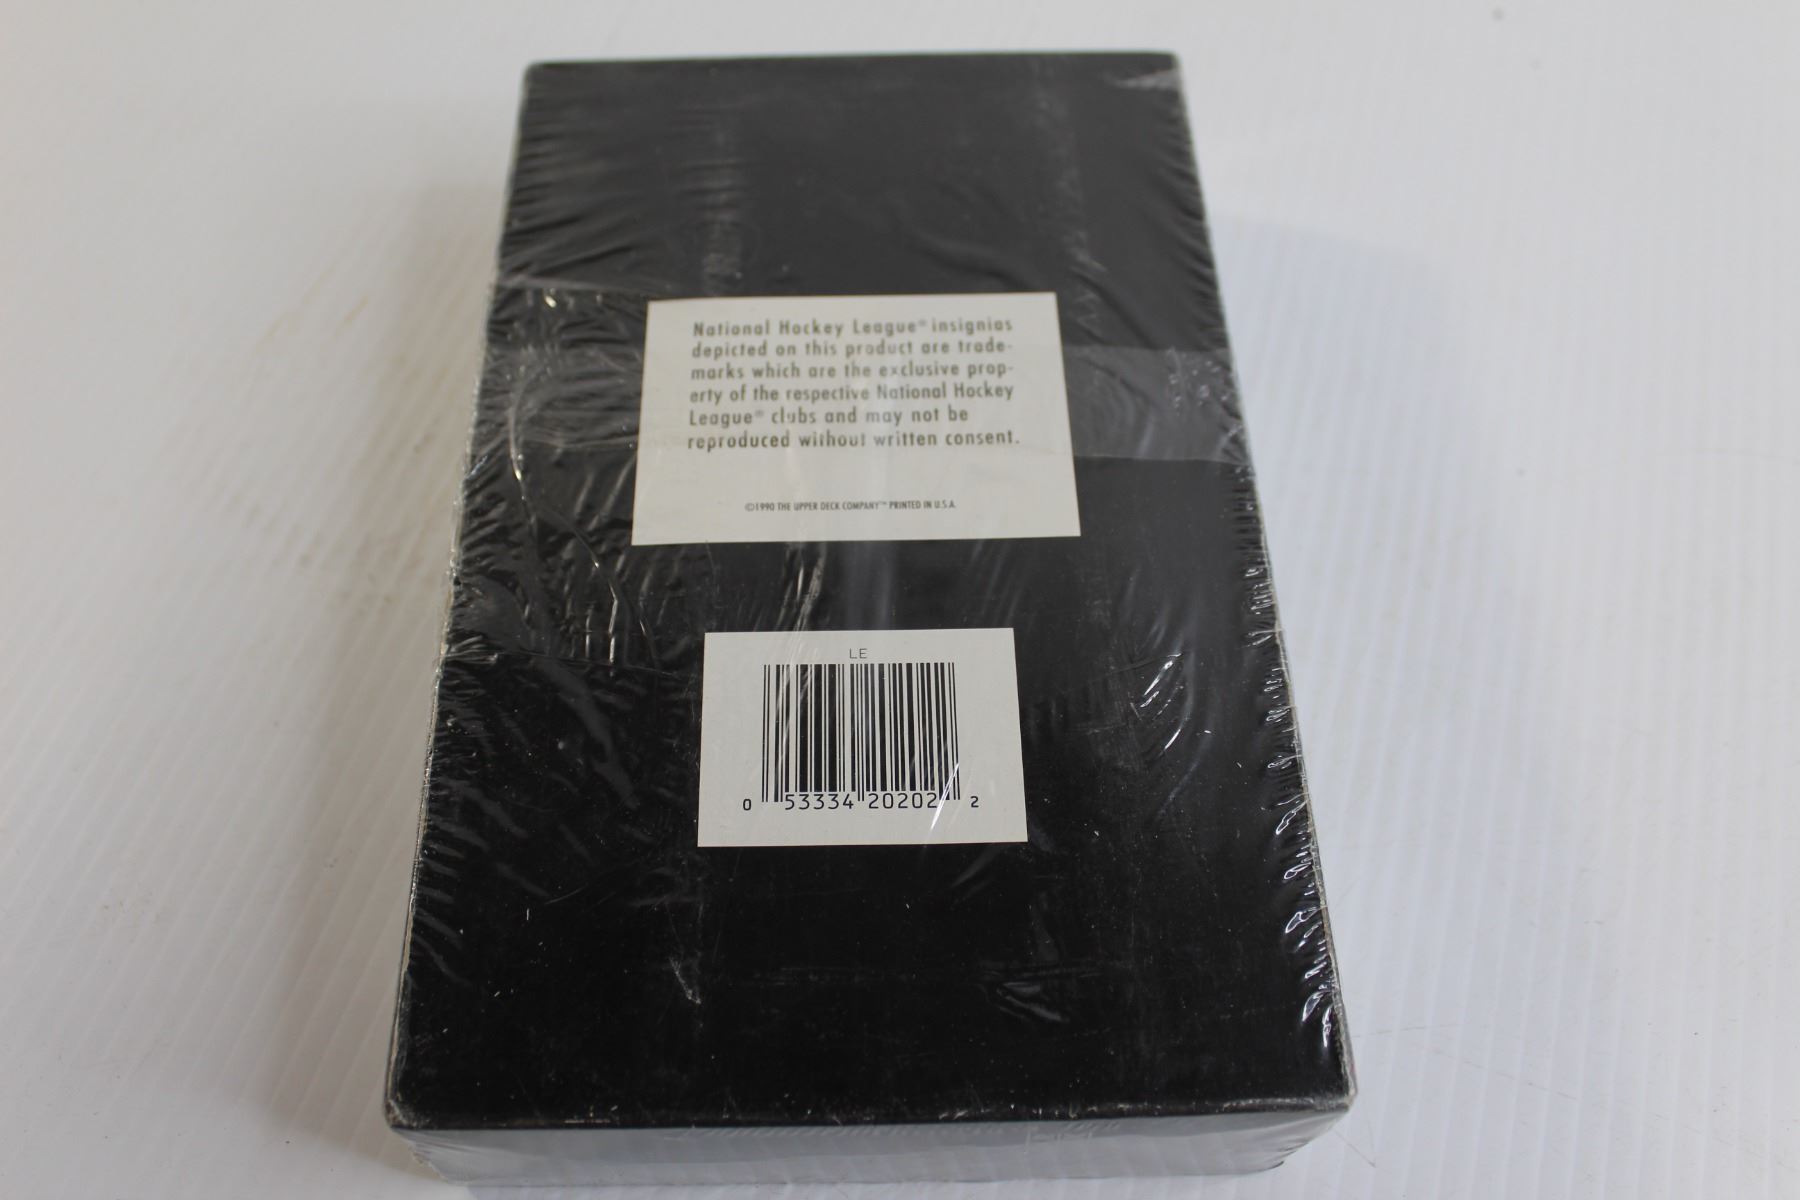 National Hockey League® insignias
depicted on this product are trade-
marks which are the exclusive prop-
erty of the respective National Hockey
League® clubs and may not be
reproduced without written consent.
©1990 THE UPPER DECK COMPANY™ PRINTED IN U.S.A.
LE
0 53334 20202 2